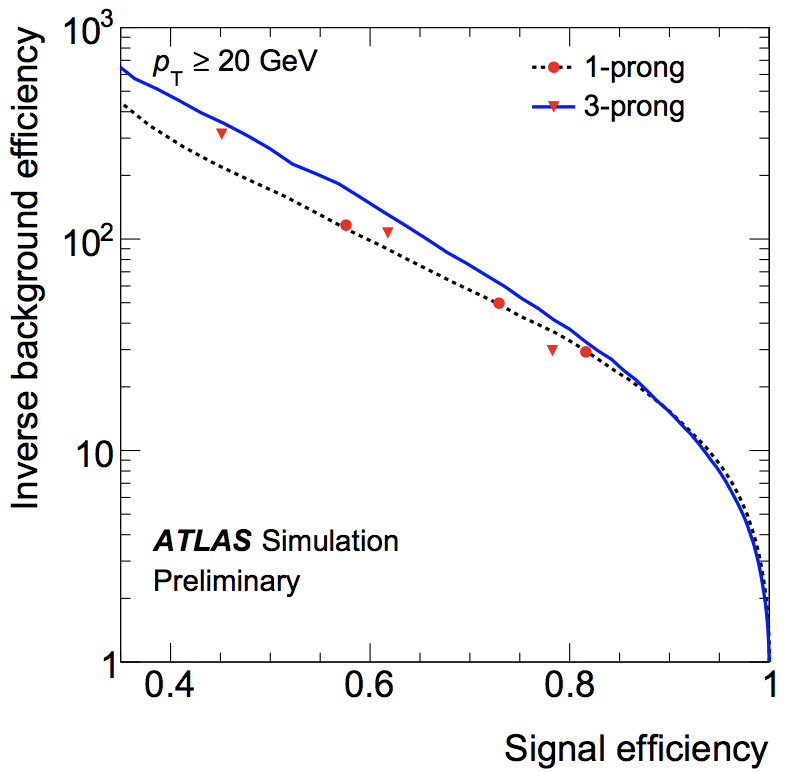 10³
p_T ≥ 20 GeV
1-prong
3-prong
Inverse background efficiency
10²
10
ATLAS Simulation
Preliminary
1
0.4 0.6 0.8 1
Signal efficiency